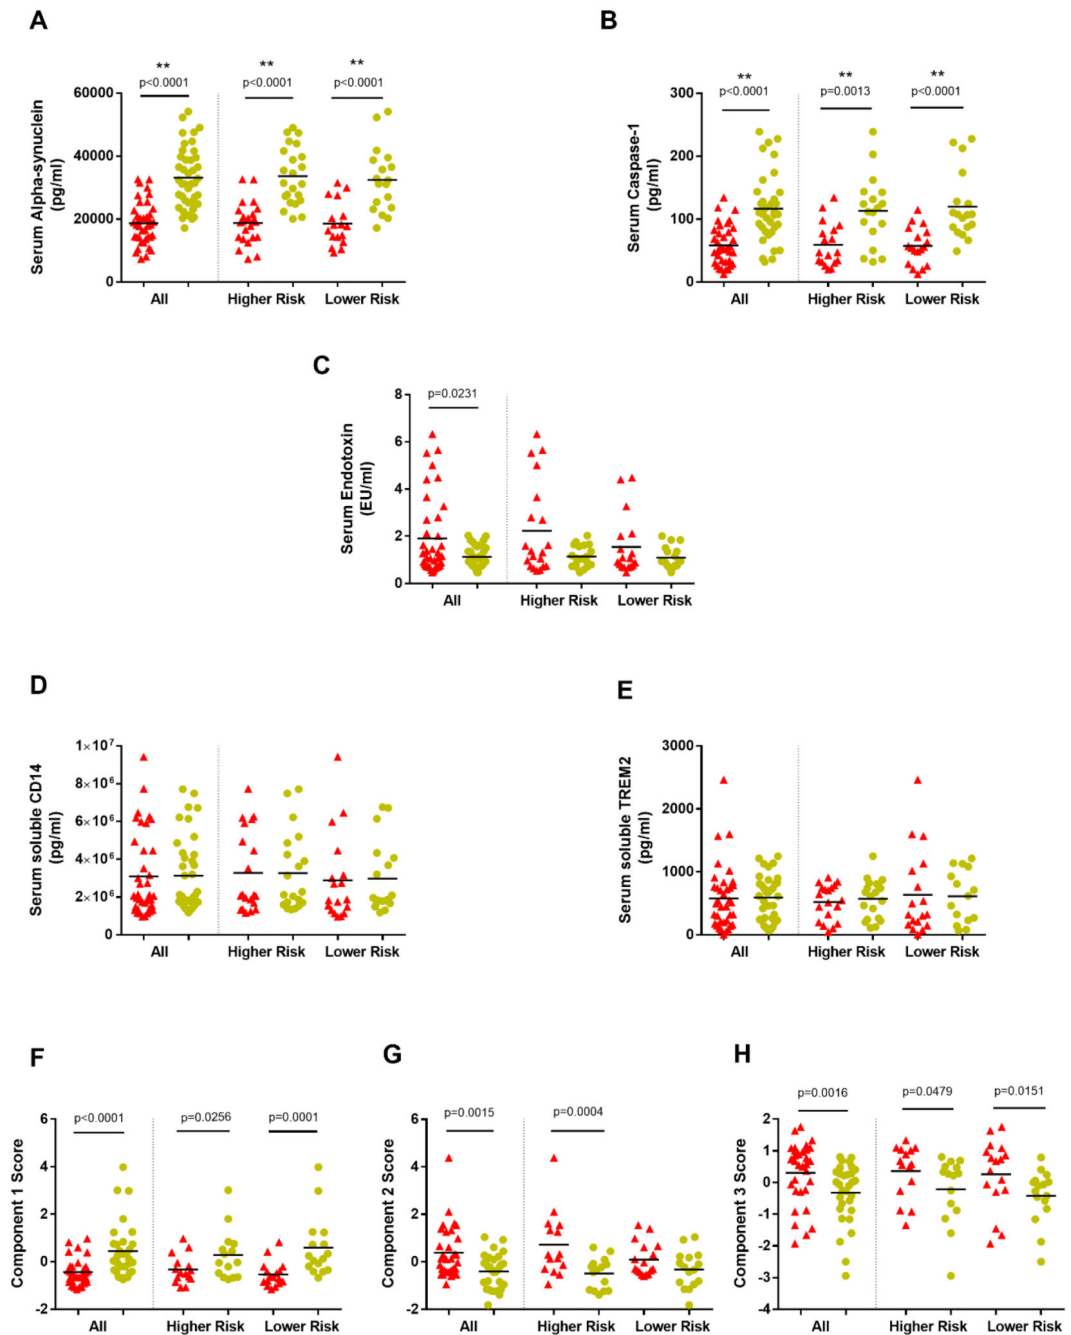 A
**
**
**
p<0.0001
p<0.0001
p<0.0001
Serum Alpha-synuclein
(pg/ml)
60000
40000
20000
0
All
Higher Risk
Lower Risk
B
**
**
**
p<0.0001
p=0.0013
p<0.0001
Serum Caspase-1
(pg/ml)
300
200
100
0
All
Higher Risk
Lower Risk
C
p=0.0231
Serum Endotoxin
(EU/ml)
8
6
4
2
0
All
Higher Risk
Lower Risk
D
Serum soluble CD14
(pg/ml)
1×10⁷
8×10⁶
6×10⁶
4×10⁶
2×10⁶
0
All
Higher Risk
Lower Risk
E
Serum soluble TREM2
(pg/ml)
3000
2000
1000
0
All
Higher Risk
Lower Risk
F
p<0.0001
p=0.0256
p=0.0001
Component 1 Score
6
4
2
0
-2
All
Higher Risk
Lower Risk
G
p=0.0015
p=0.0004
Component 2 Score
6
4
2
0
-2
All
Higher Risk
Lower Risk
H
p=0.0016
p=0.0479
p=0.0151
Component 3 Score
2
1
0
-1
-2
-3
-4
All
Higher Risk
Lower Risk